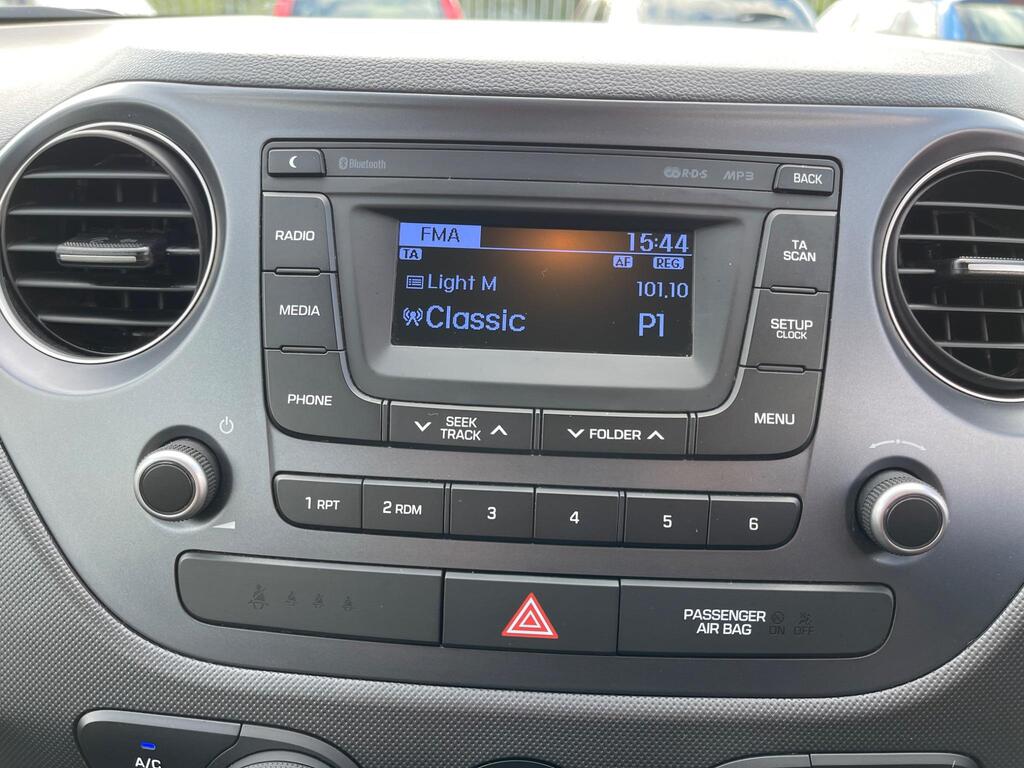 Bluetooth
R·D·S MP3
BACK
FMA
15:44
TA
AF REG.
Light M
101.10
Classic
P1
RADIO
MEDIA
PHONE
TA
SCAN
SETUP
CLOCK
MENU
SEEK
TRACK
FOLDER
1 RPT
2 RDM
3
4
5
6
PASSENGER
AIR BAG
ON OFF
A/C